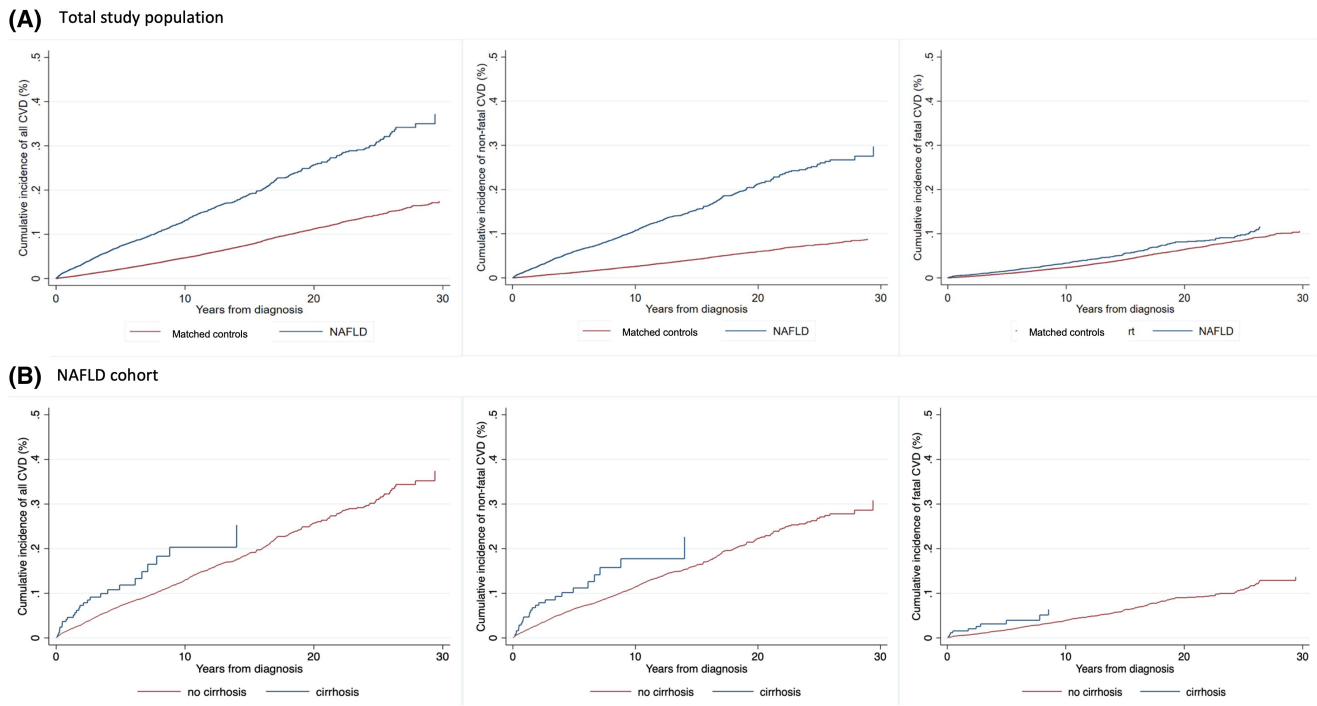 (A) Total study population
Cumulative incidence of all CVD (%)
.5
.4
.3
.2
.1
0
0 10 20 30
Years from diagnosis
Matched controls NAFLD
Cumulative incidence of non-fatal CVD (%)
.5
.4
.3
.2
.1
0
0 10 20 30
Years from diagnosis
Matched controls NAFLD
Cumulative incidence of fatal CVD (%)
.5
.4
.3
.2
.1
0
0 10 20 30
Years from diagnosis
Matched controls rt NAFLD
(B) NAFLD cohort
Cumulative incidence of all CVD (%)
.5
.4
.3
.2
.1
0
0 10 20 30
Years from diagnosis
no cirrhosis cirrhosis
Cumulative incidence of non-fatal CVD (%)
.5
.4
.3
.2
.1
0
0 10 20 30
Years from diagnosis
no cirrhosis cirrhosis
Cumulative incidence of fatal CVD (%)
.5
.4
.3
.2
.1
0
0 10 20 30
Years from diagnosis
no cirrhosis cirrhosis